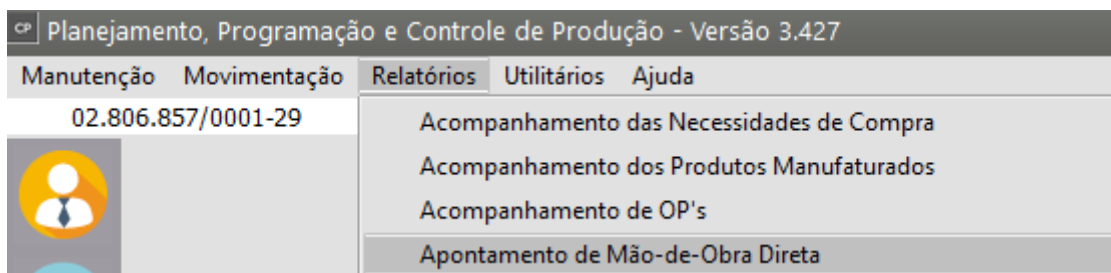 CP Planejamento, Programação e Controle de Produção - Versão 3.427
Manutenção Movimentação Relatórios Utilitários Ajuda
02.806.857/0001-29
Acompanhamento das Necessidades de Compra
Acompanhamento dos Produtos Manufaturados
Acompanhamento de OP's
Apontamento de Mão-de-Obra Direta